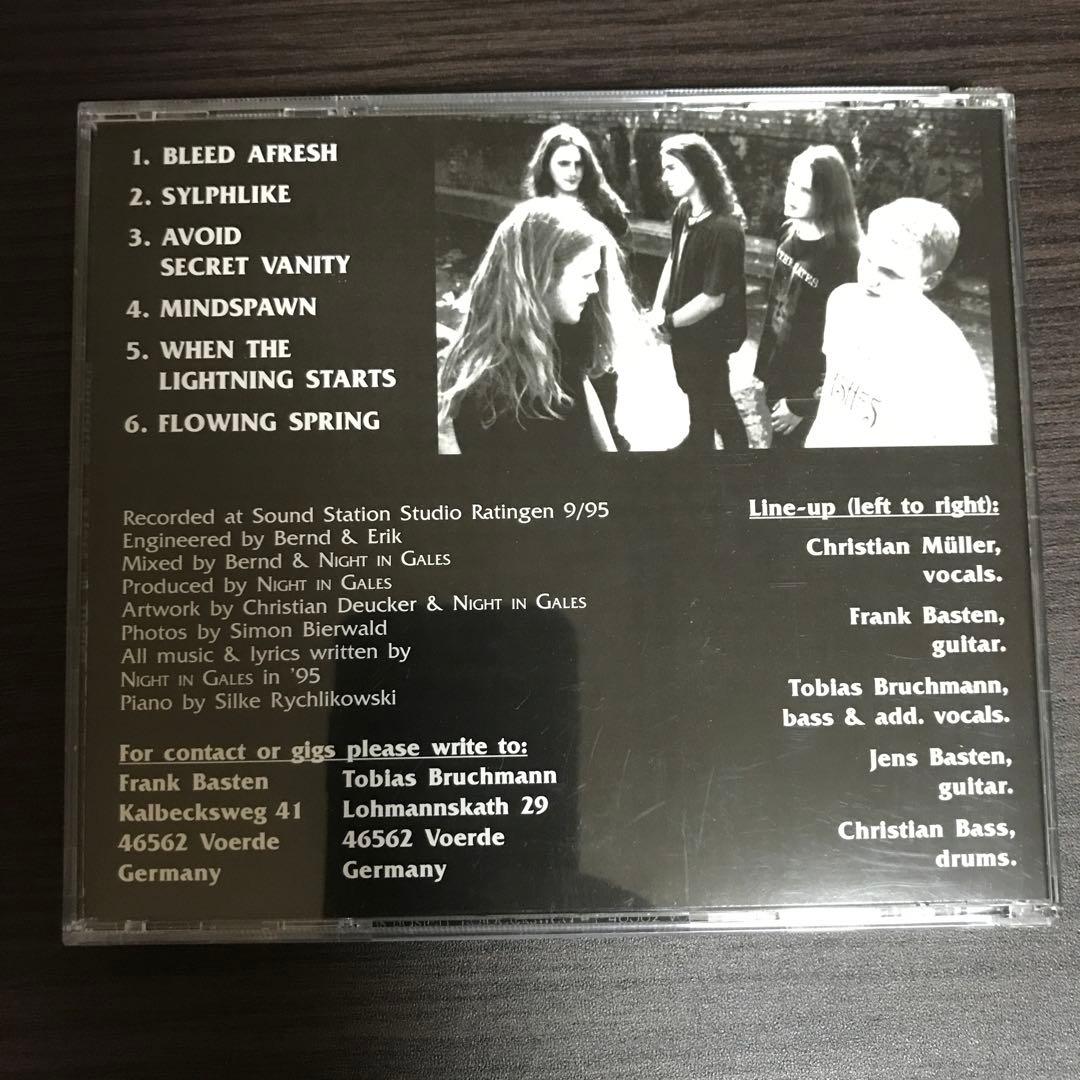 1. BLEED AFRESH
2. SYLPHLIKE
3. AVOID
SECRET VANITY
4. MINDSPAWN
5. WHEN THE
LIGHTNING STARTS
6. FLOWING SPRING
Recorded at Sound Station Studio Ratingen 9/95
Engineered by Bernd & Erik
Mixed by Bernd & NIGHT IN GALES
Produced by NIGHT IN GALES
Artwork by Christian Deucker & NIGHT IN GALES
Photos by Simon Bierwald
All music & lyrics written by
NIGHT IN GALES in '95
Piano by Silke Rychlikowski
For contact or gigs please write to:
Frank Basten
Kalbecksweg 41
46562 Voerde
Germany
Tobias Bruchmann
Lohmannskath 29
46562 Voerde
Germany
Line-up (left to right):
Christian Müller,
vocals.
Frank Basten,
guitar.
Tobias Bruchmann,
bass & add. vocals.
Jens Basten,
guitar.
Christian Bass,
drums.